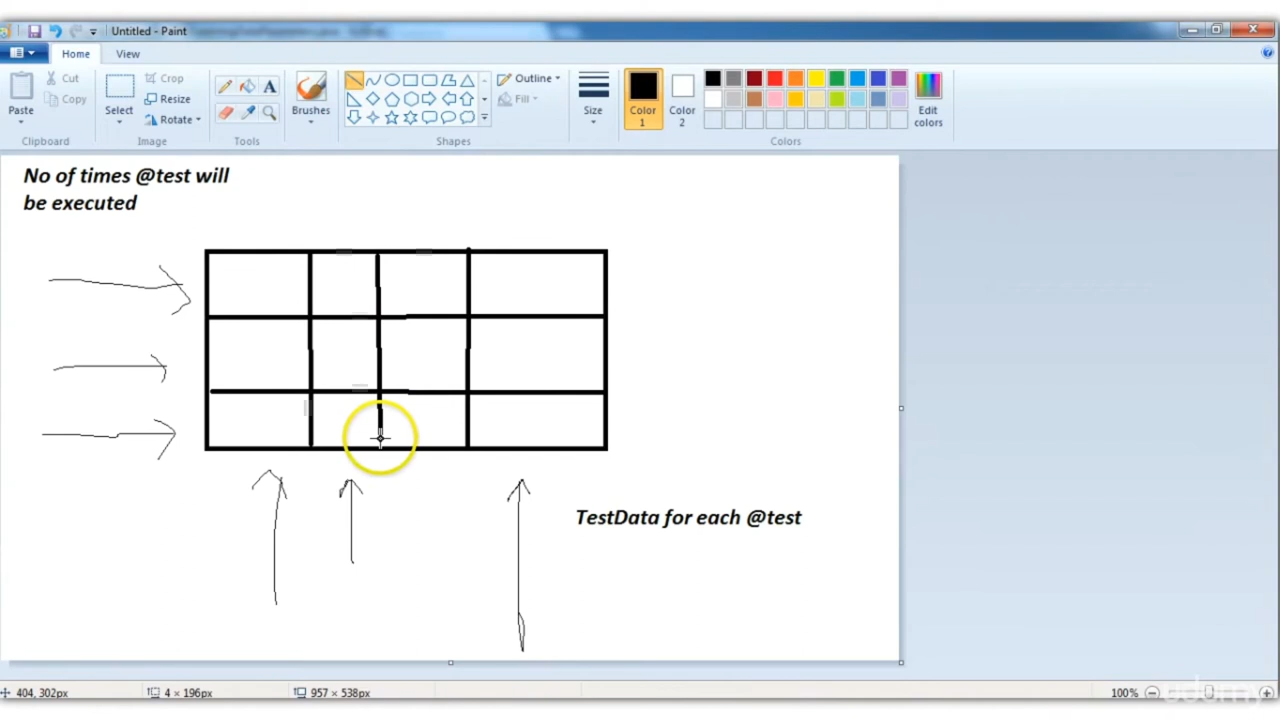 Untitled - Paint
Home
View
Paste
Cut
Copy
Clipboard
Select
Crop
Resize
Rotate
Image
Tools
Brushes
Shapes
Outline
Fill
Size
Color 1
Color 2
Edit colors
Colors
No of times @test will
be executed
TestData for each @test
404, 302px
4 × 196px
957 × 538px
100%
udemy